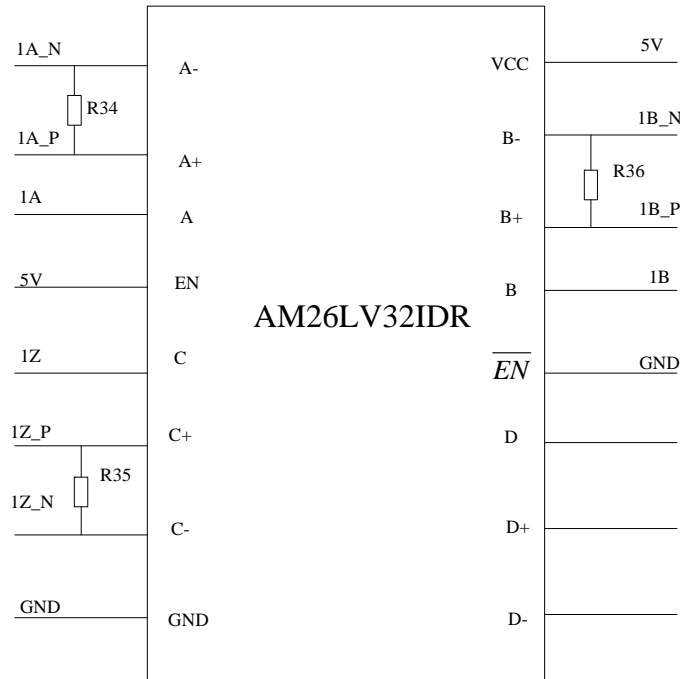 1A_N
A-
R34
1A_P
A+
1A
A
5V
EN
1Z
C
1Z_P
C+
R35
1Z_N
C-
GND
GND
AM26LV32IDR
5V
VCC
1B_N
B-
R36
1B_P
B+
1B
B
GND
EN
D
D+
D-